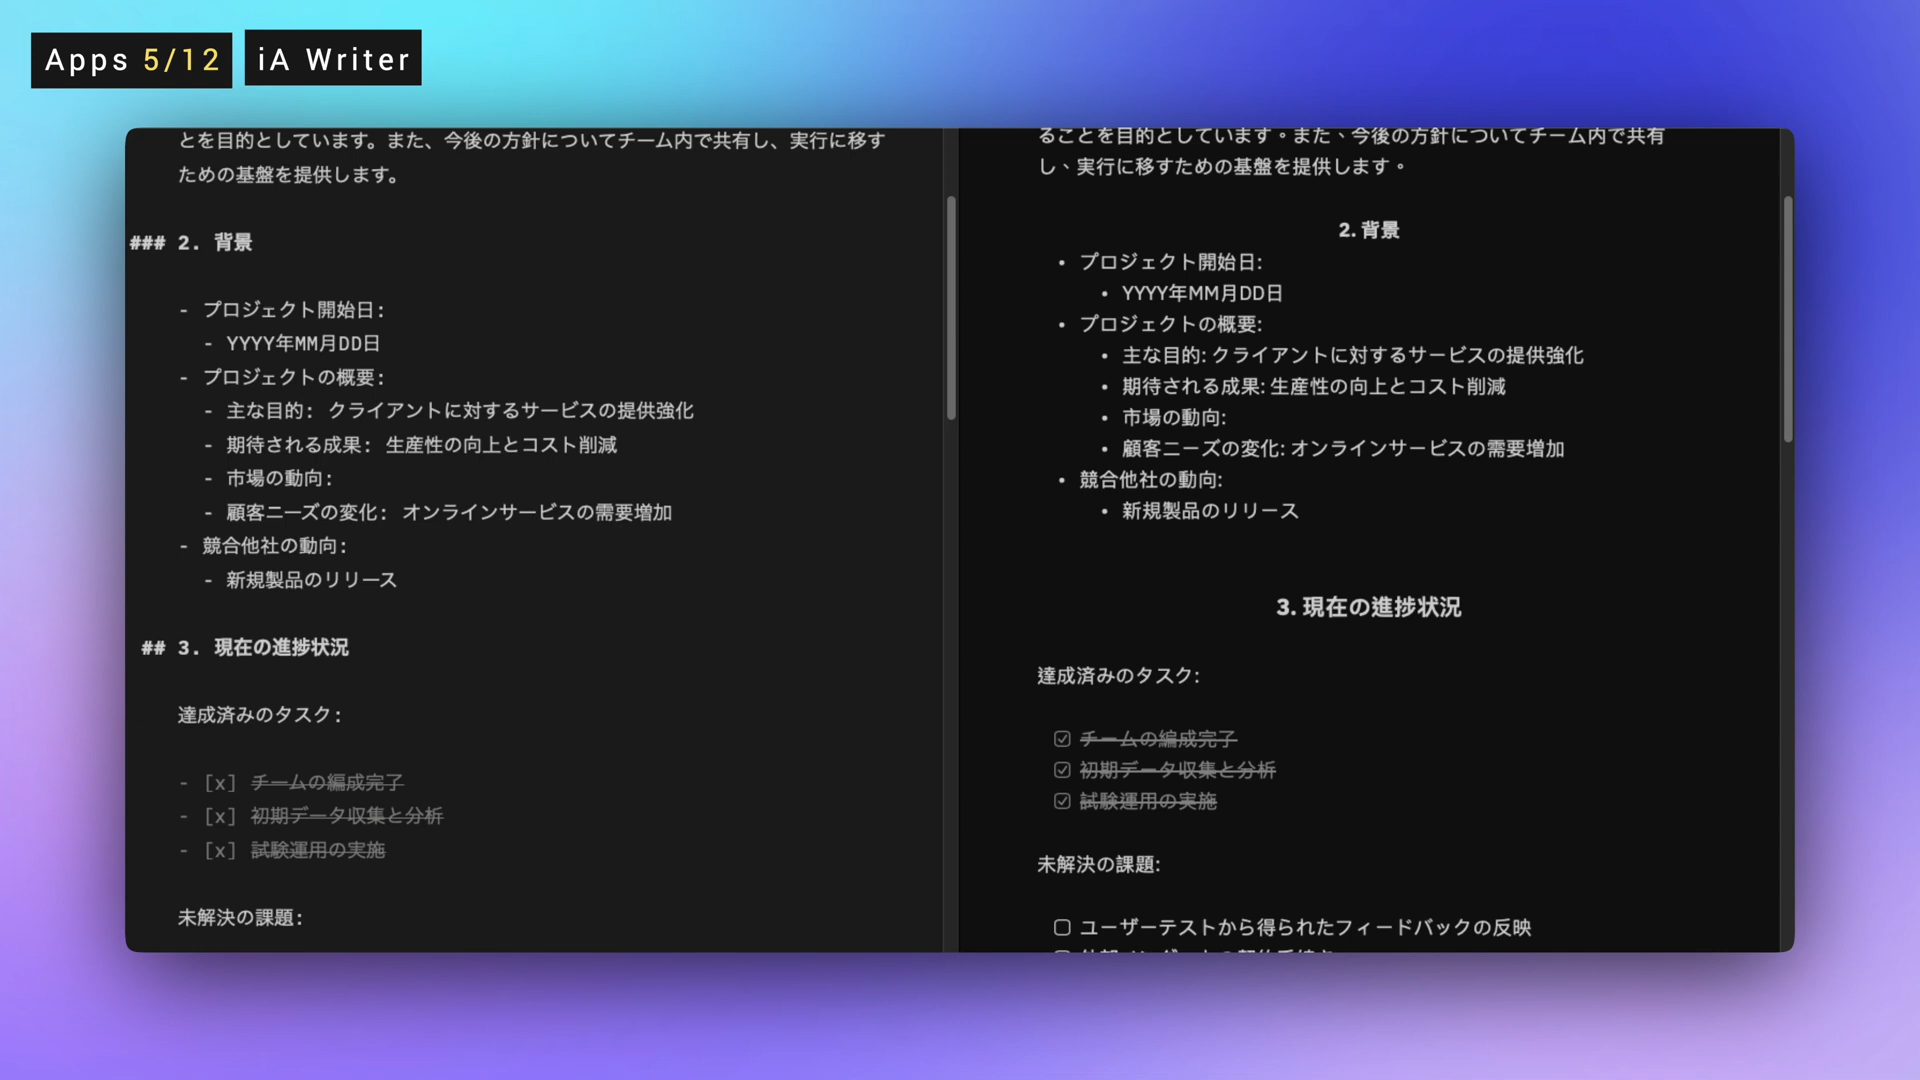 Apps 5/12
iA Writer
とを目的としています。また、今後の方針についてチーム内で共有し、実行に移す
ための基盤を提供します。
### 2. 背景
- プロジェクト開始日:
- YYYY年MM月DD日
- プロジェクトの概要:
- 主な目的: クライアントに対するサービスの提供強化
- 期待される成果: 生産性の向上とコスト削減
- 市場の動向:
- 顧客ニーズの変化: オンラインサービスの需要増加
- 競合他社の動向:
- 新規製品のリリース
## 3. 現在の進捗状況
達成済みのタスク:
- [x] チームの編成完了
- [x] 初期データ収集と分析
- [x] 試験運用の実施
未解決の課題:
ることを目的としています。また、今後の方針についてチーム内で共有
し、実行に移すための基盤を提供します。
2. 背景
• プロジェクト開始日:
• YYYY年MM月DD日
• プロジェクトの概要:
• 主な目的: クライアントに対するサービスの提供強化
• 期待される成果: 生産性の向上とコスト削減
• 市場の動向:
• 顧客ニーズの変化: オンラインサービスの需要増加
• 競合他社の動向:
• 新規製品のリリース
3. 現在の進捗状況
達成済みのタスク:
チームの編成完了
初期データ収集と分析
試験運用の実施
未解決の課題:
ユーザーテストから得られたフィードバックの反映